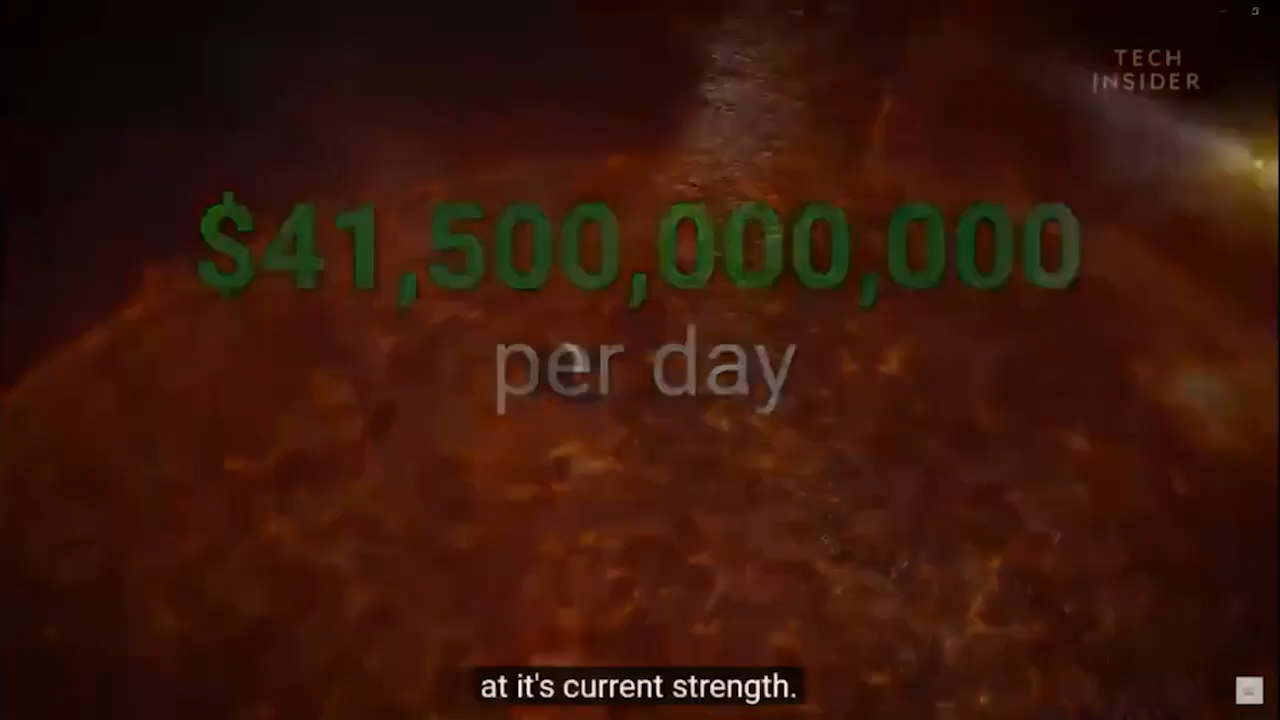 TECH
INSIDER
$41,500,000,000
per day
at it's current strength.